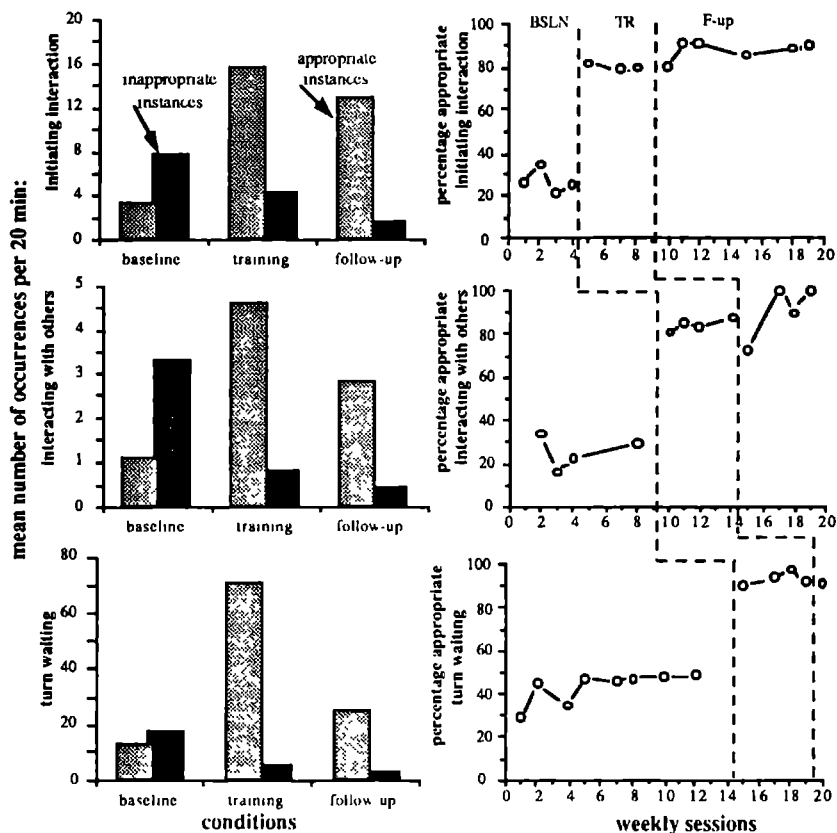 mean number of occurrences per 20 min:
initiating interaction
20
16
12
8
4
0
inappropriate
instances
appropriate
instances
baseline training follow-up
interacting with others
5
4
3
2
1
0
baseline training follow-up
turn waiting
80
60
40
20
0
baseline training follow-up
conditions
percentage appropriate
initiating interaction
100
80
60
40
20
0
BSLN TR F-up
0 2 4 6 8 10 12 14 16 18 20
percentage appropriate
interacting with others
100
80
60
40
20
0
0 2 4 6 8 10 12 14 16 18 20
percentage appropriate
turn waiting
100
80
60
40
20
0
0 2 4 6 8 10 12 14 16 18 20
weekly sessions